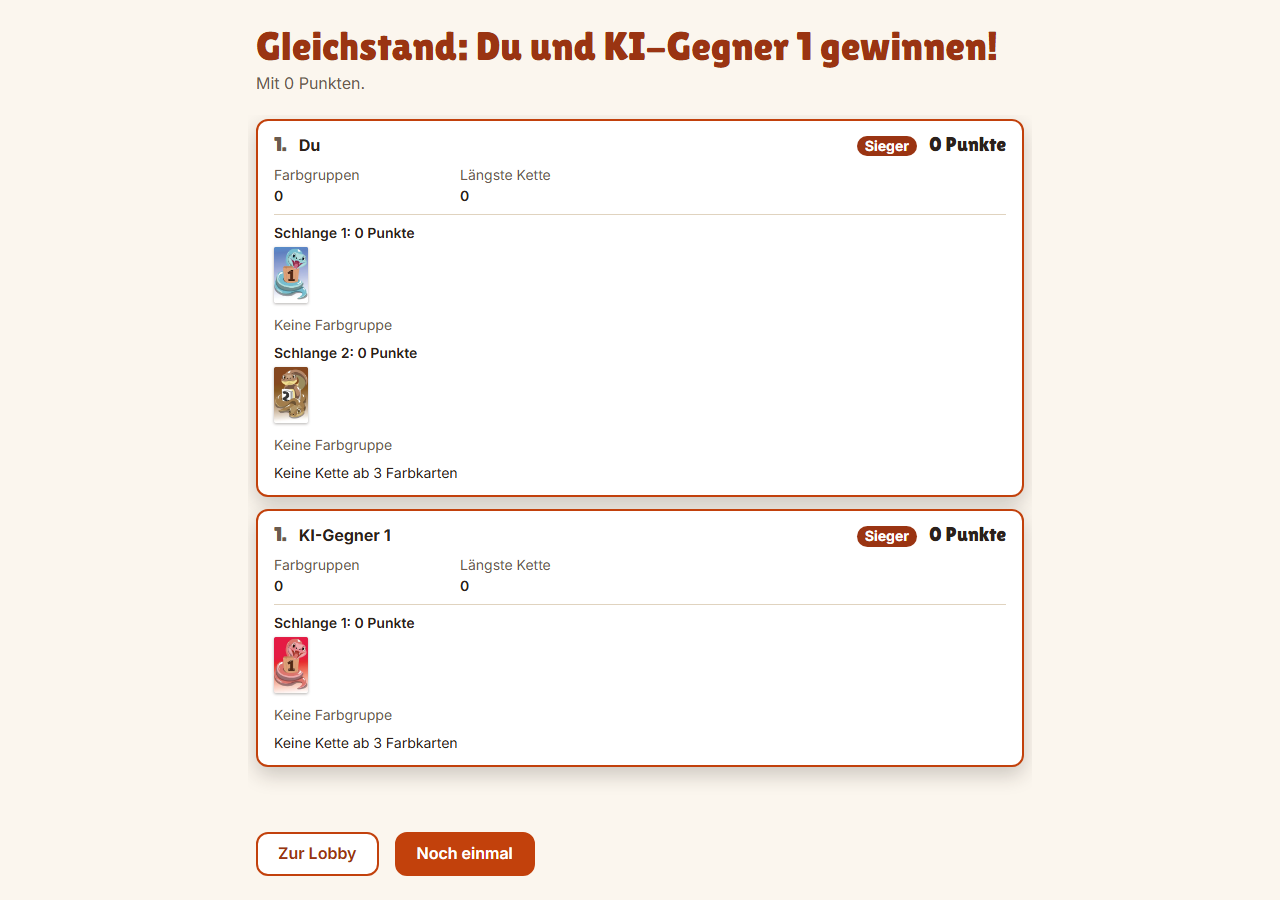 Gleichstand: Du und KI-Gegner 1 gewinnen!
Mit 0 Punkten.
1. Du Sieger 0 Punkte
Farbgruppen Längste Kette
0 0
Schlange 1: 0 Punkte
1
Keine Farbgruppe
Schlange 2: 0 Punkte
2
Keine Farbgruppe
Keine Kette ab 3 Farbkarten
1. KI-Gegner 1 Sieger 0 Punkte
Farbgruppen Längste Kette
0 0
Schlange 1: 0 Punkte
1
Keine Farbgruppe
Keine Kette ab 3 Farbkarten
Zur Lobby Noch einmal